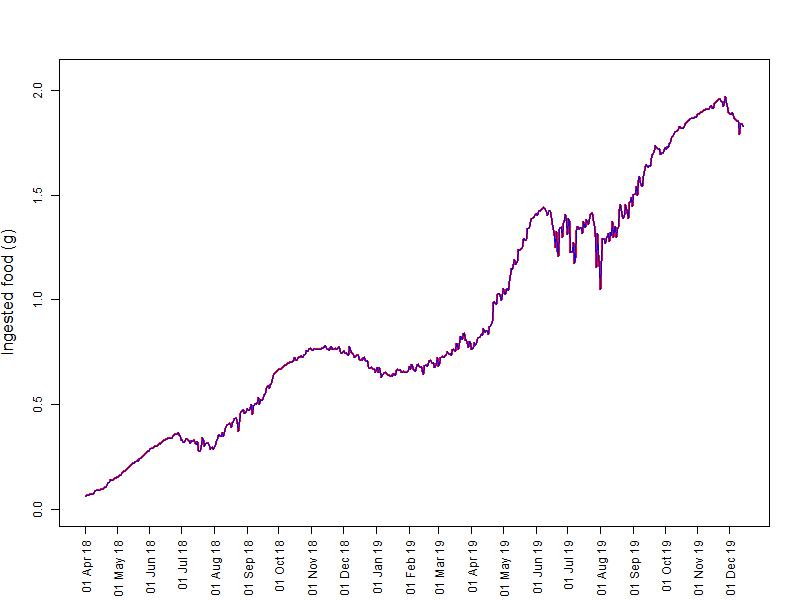 Ingested food (g)
2.0
1.5
1.0
0.5
0.0
01 Apr 18
01 May 18
01 Jun 18
01 Jul 18
01 Aug 18
01 Sep 18
01 Oct 18
01 Nov 18
01 Dec 18
01 Jan 19
01 Feb 19
01 Mar 19
01 Apr 19
01 May 19
01 Jun 19
01 Jul 19
01 Aug 19
01 Sep 19
01 Oct 19
01 Nov 19
01 Dec 19